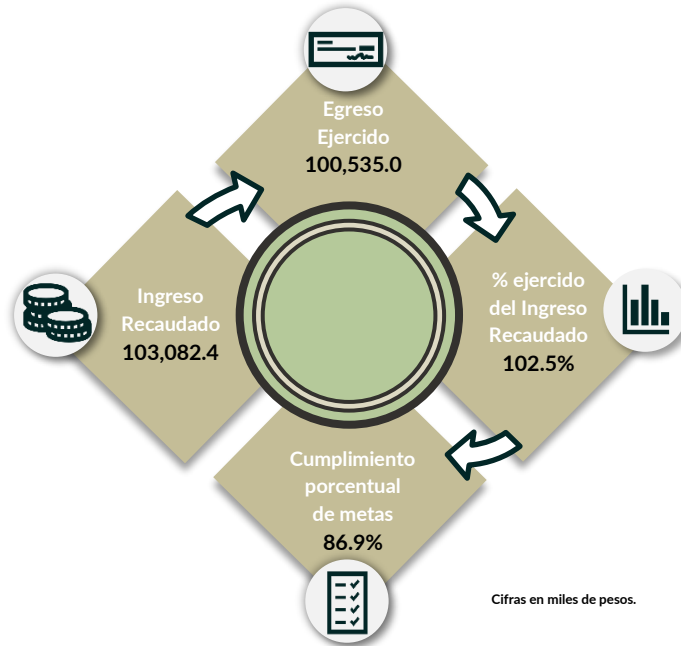 Egreso
Ejercido
100,535.0
Ingreso
Recaudado
103,082.4
% ejercido
del Ingreso
Recaudado
102.5%
Cumplimiento
porcentual
de metas
86.9%
Cifras en miles de pesos.